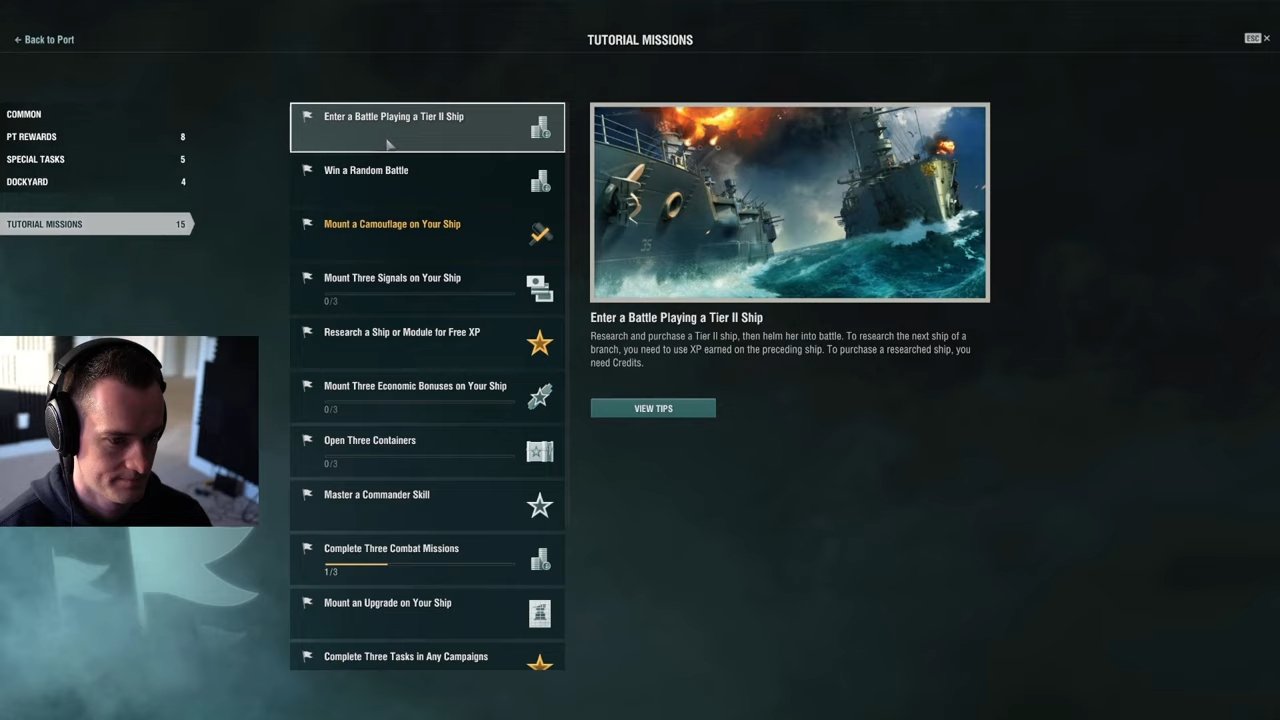 ← Back to Port
TUTORIAL MISSIONS
ESC ×
COMMON
PT REWARDS 8
SPECIAL TASKS 5
DOCKYARD 4
TUTORIAL MISSIONS 15
Enter a Battle Playing a Tier II Ship
Win a Random Battle
Mount a Camouflage on Your Ship
Mount Three Signals on Your Ship
0/3
Research a Ship or Module for Free XP
Mount Three Economic Bonuses on Your Ship
0/3
Open Three Containers
0/3
Master a Commander Skill
Complete Three Combat Missions
1/3
Mount an Upgrade on Your Ship
Complete Three Tasks in Any Campaigns
35
Enter a Battle Playing a Tier II Ship
Research and purchase a Tier II ship, then helm her into battle. To research the next ship of a
branch, you need to use XP earned on the preceding ship. To purchase a researched ship, you
need Credits.
VIEW TIPS